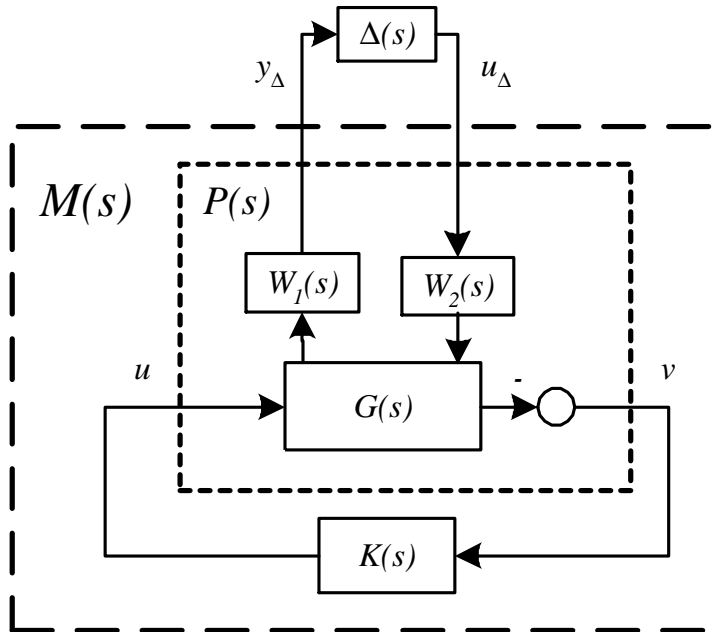 Δ(s)
y_Δ
u_Δ
M(s)
P(s)
W_1(s)
W_2(s)
u
-
v
G(s)
K(s)